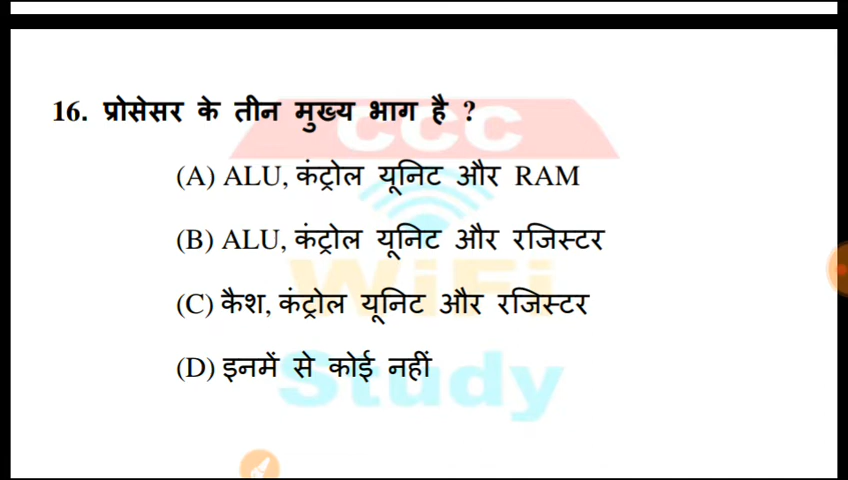 16. प्रोसेसर के तीन मुख्य भाग है ?
CCC
(A) ALU, कंट्रोल यूनिट और RAM
(B) ALU, कंट्रोल यूनिट और रजिस्टर
WiFi
(C) कैश, कंट्रोल यूनिट और रजिस्टर
(D) इनमें से कोई नहीं
Study